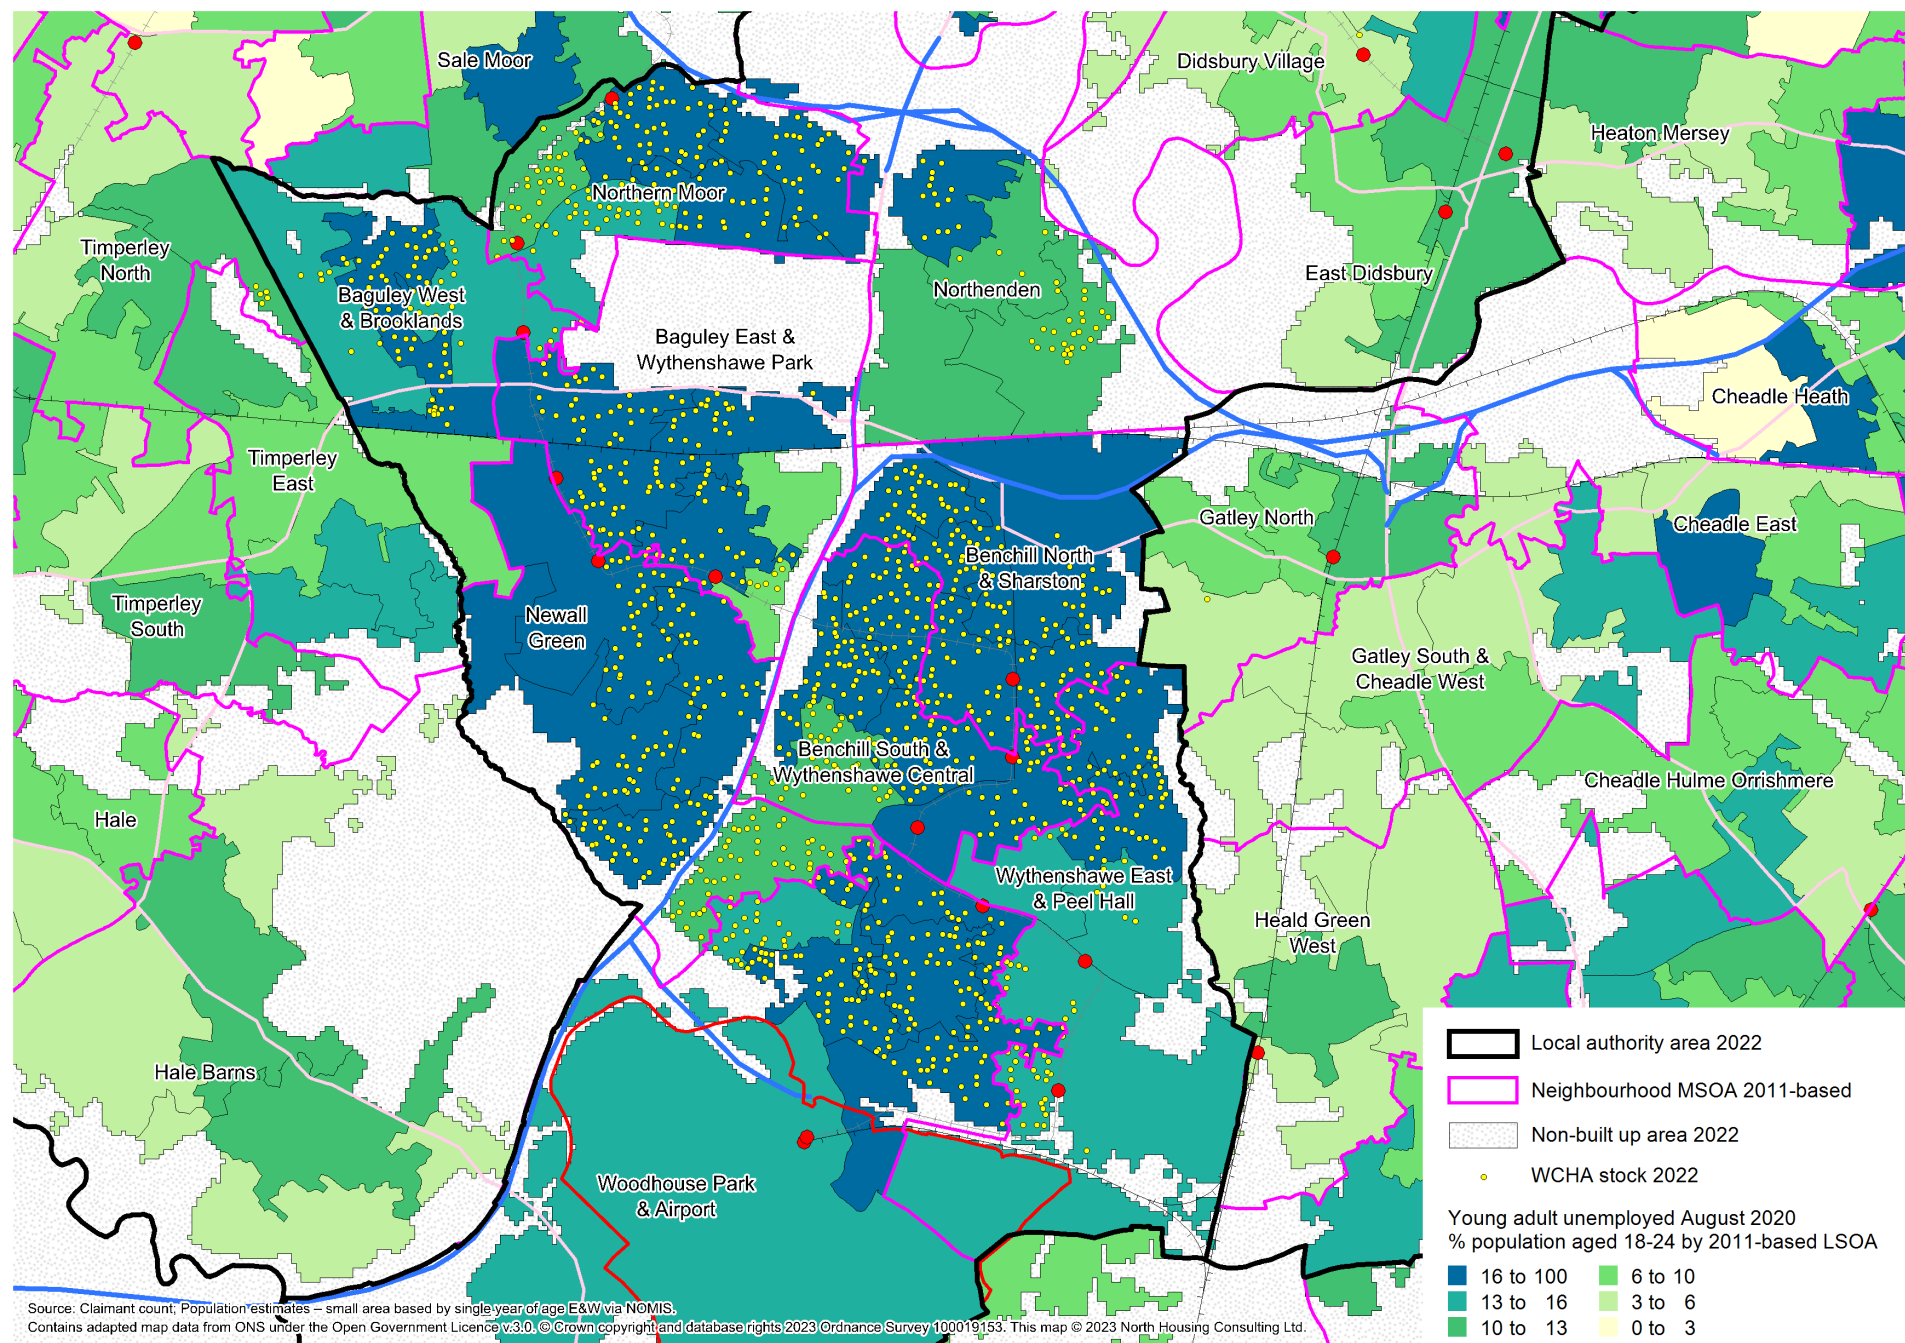 Sale Moor
Didsbury Village
Heaton Mersey
Northern Moor
Timperley
North
Baguley West
& Brooklands
Northenden
East Didsbury
Baguley East &
Wythenshawe Park
Cheadle Heath
Timperley
East
Gatley North
Cheadle East
Benchill North
& Sharston
Timperley
South
Newall
Green
Gatley South &
Cheadle West
Benchill South &
Wythenshawe Central
Cheadle Hulme Orrishmere
Hale
Wythenshawe East
& Peel Hall
Heald Green
West
Hale Barns
Woodhouse Park
& Airport
Local authority area 2022
Neighbourhood MSOA 2011-based
Non-built up area 2022
WCHA stock 2022
Young adult unemployed August 2020
% population aged 18-24 by 2011-based LSOA
16 to 100 6 to 10
13 to 16 3 to 6
10 to 13 0 to 3
Source: Claimant count; Population estimates – small area based by single year of age E&W via NOMIS.
Contains adapted map data from ONS under the Open Government Licence v.3.0. © Crown copyright and database rights 2023 Ordnance Survey 100019153. This map © 2023 North Housing Consulting Ltd.